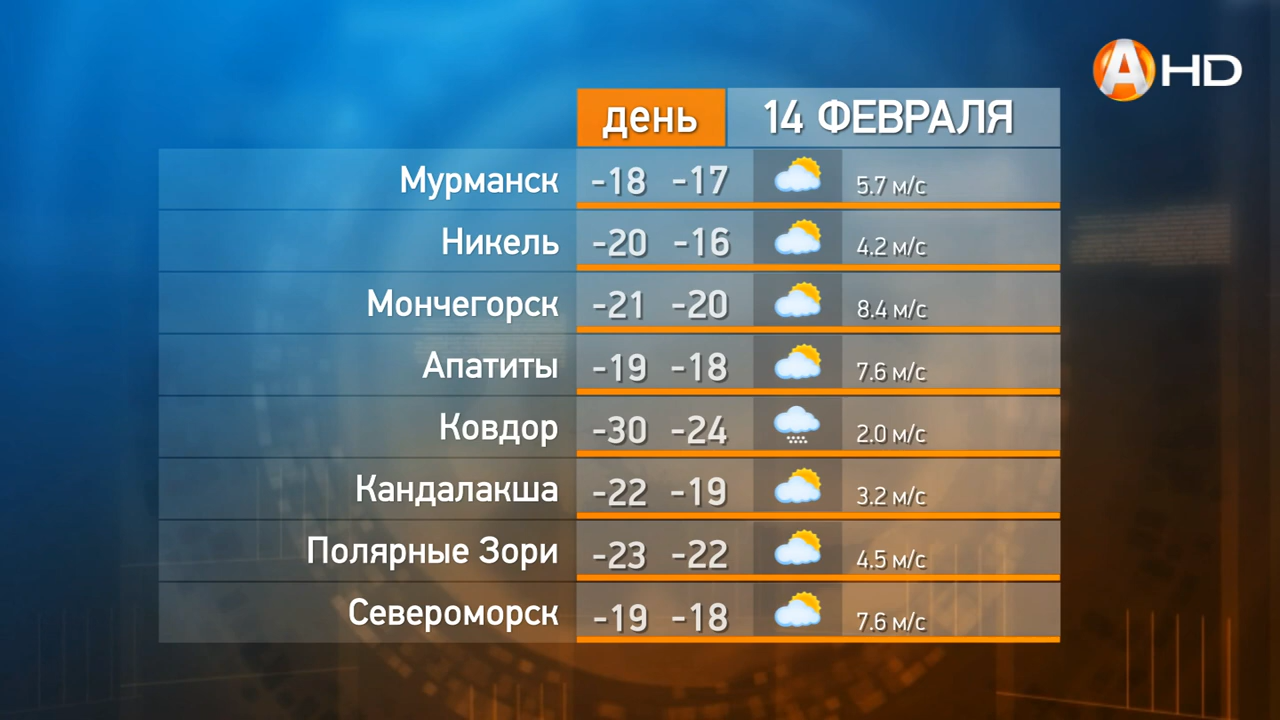 А HD
день 14 ФЕВРАЛЯ
Мурманск -18 -17 5.7 м/с
Никель -20 -16 4.2 м/с
Мончегорск -21 -20 8.4 м/с
Апатиты -19 -18 7.6 м/с
Ковдор -30 -24 2.0 м/с
Кандалакша -22 -19 3.2 м/с
Полярные Зори -23 -22 4.5 м/с
Североморск -19 -18 7.6 м/с